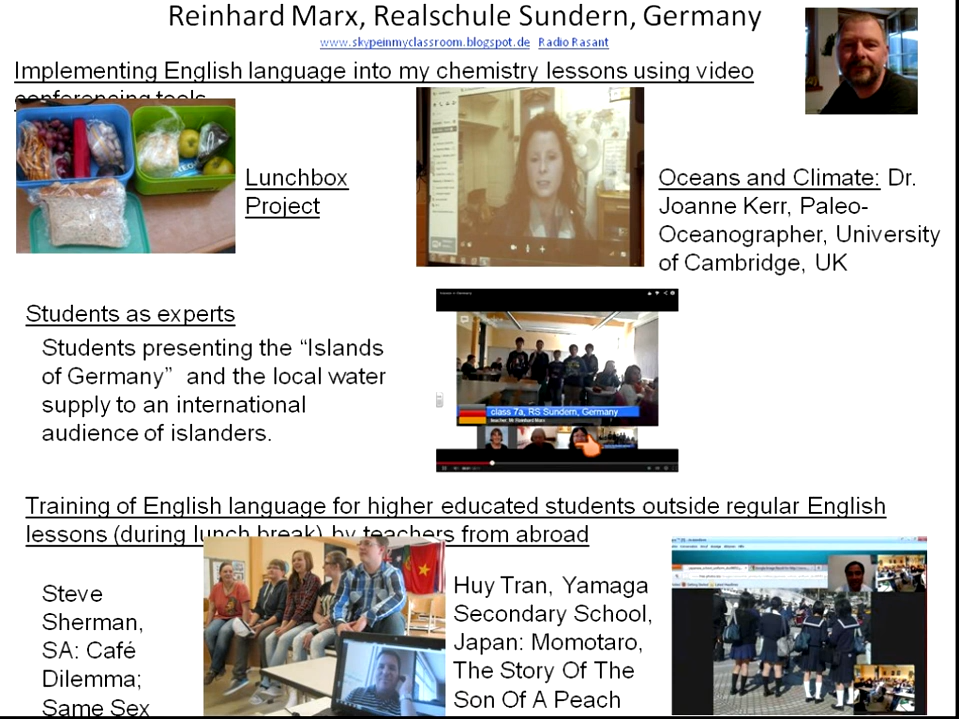 Reinhard Marx, Realschule Sundern, Germany
www.skypeinmyclassroom.blogspot.de Radio Rasant
Implementing English language into my chemistry lessons using video
conferencing tools
Lunchbox
Project
Oceans and Climate: Dr.
Joanne Kerr, Paleo-
Oceanographer, University
of Cambridge, UK
Students as experts
Students presenting the “Islands
of Germany” and the local water
supply to an international
audience of islanders.
class 7a, RS Sundern, Germany
teacher: Mr Reinhard Marx
Training of English language for higher educated students outside regular English
lessons (during lunch break) by teachers from abroad
Steve
Sherman,
SA: Café
Dilemma;
Same Sex
Huy Tran, Yamaga
Secondary School,
Japan: Momotaro,
The Story Of The
Son Of A Peach